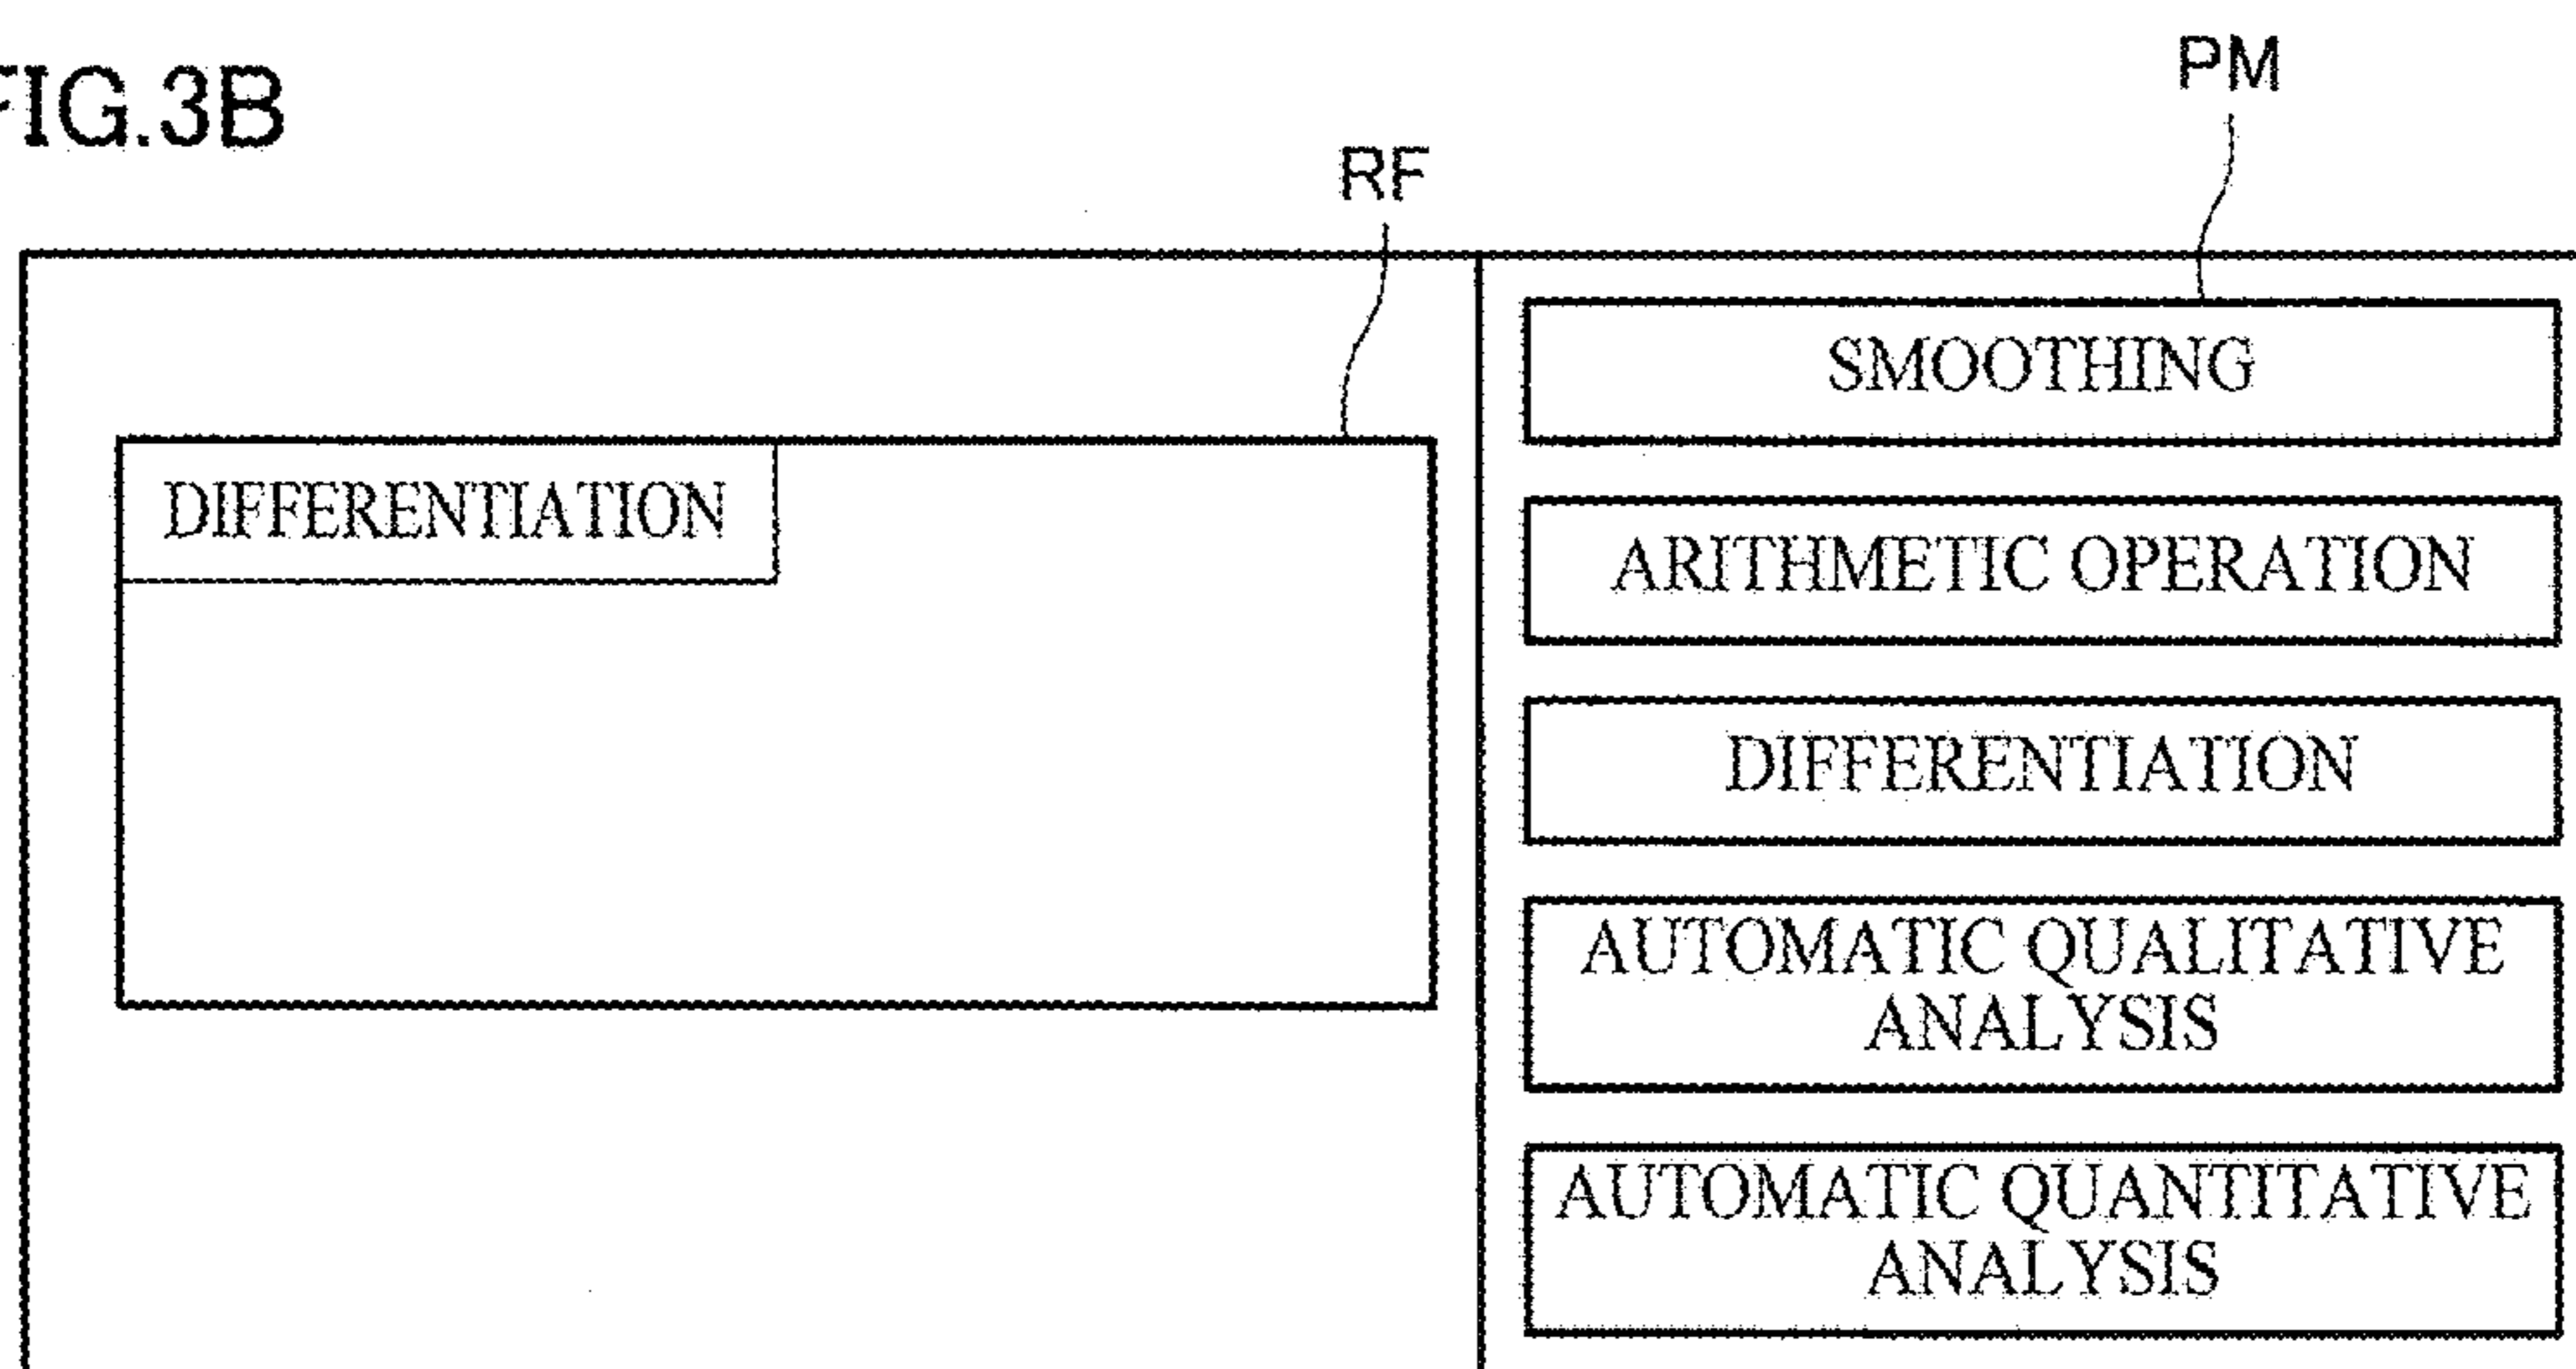 FIG.3B
PM
RF
SMOOTHING
DIFFERENTIATION
ARITHMETIC OPERATION
DIFFERENTIATION
AUTOMATIC QUALITATIVE
ANALYSIS
AUTOMATIC QUANTITATIVE
ANALYSIS